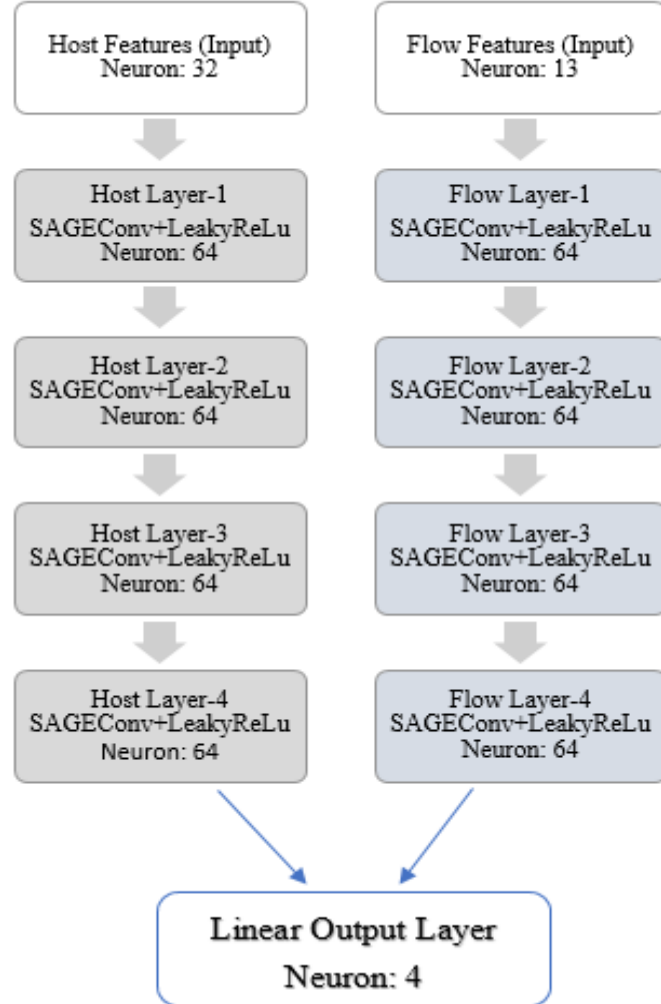 Host Features (Input)
Neuron: 32
Host Layer-1
SAGEConv+LeakyReLu
Neuron: 64
Host Layer-2
SAGEConv+LeakyReLu
Neuron: 64
Host Layer-3
SAGEConv+LeakyReLu
Neuron: 64
Host Layer-4
SAGEConv+LeakyReLu
Neuron: 64
Flow Features (Input)
Neuron: 13
Flow Layer-1
SAGEConv+LeakyReLu
Neuron: 64
Flow Layer-2
SAGEConv+LeakyReLu
Neuron: 64
Flow Layer-3
SAGEConv+LeakyReLu
Neuron: 64
Flow Layer-4
SAGEConv+LeakyReLu
Neuron: 64
Linear Output Layer
Neuron: 4